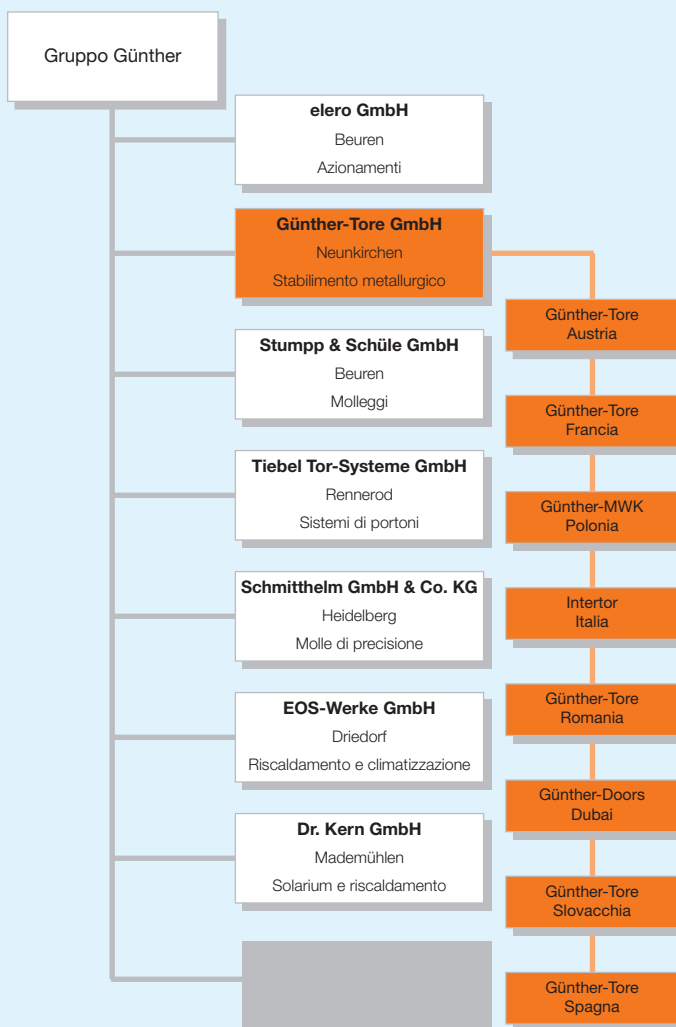 Gruppo Günther
elero GmbH
Beuren
Azionamenti
Günther-Tore GmbH
Neunkirchen
Stabilimento metallurgico
Stumpp & Schüle GmbH
Beuren
Molleggi
Tiebel Tor-Systeme GmbH
Rennerod
Sistemi di portoni
Schmitthelm GmbH & Co. KG
Heidelberg
Molle di precisione
EOS-Werke GmbH
Driedorf
Riscaldamento e climatizzazione
Dr. Kern GmbH
Mademühlen
Solarium e riscaldamento
Günther-Tore
Austria
Günther-Tore
Francia
Günther-MWK
Polonia
Intertor
Italia
Günther-Tore
Romania
Günther-Doors
Dubai
Günther-Tore
Slovacchia
Günther-Tore
Spagna